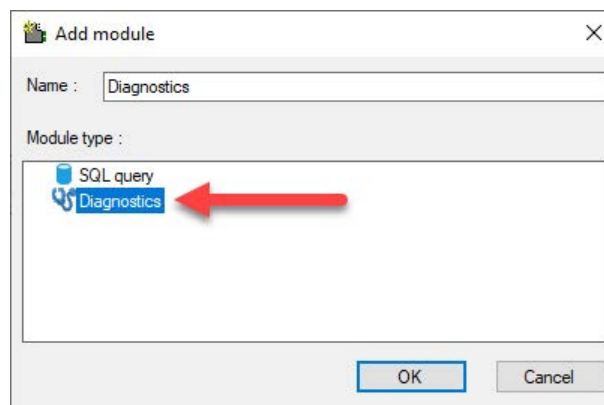 Add module
Name :
Diagnostics
Module type :
SQL query
Diagnostics
OK
Cancel